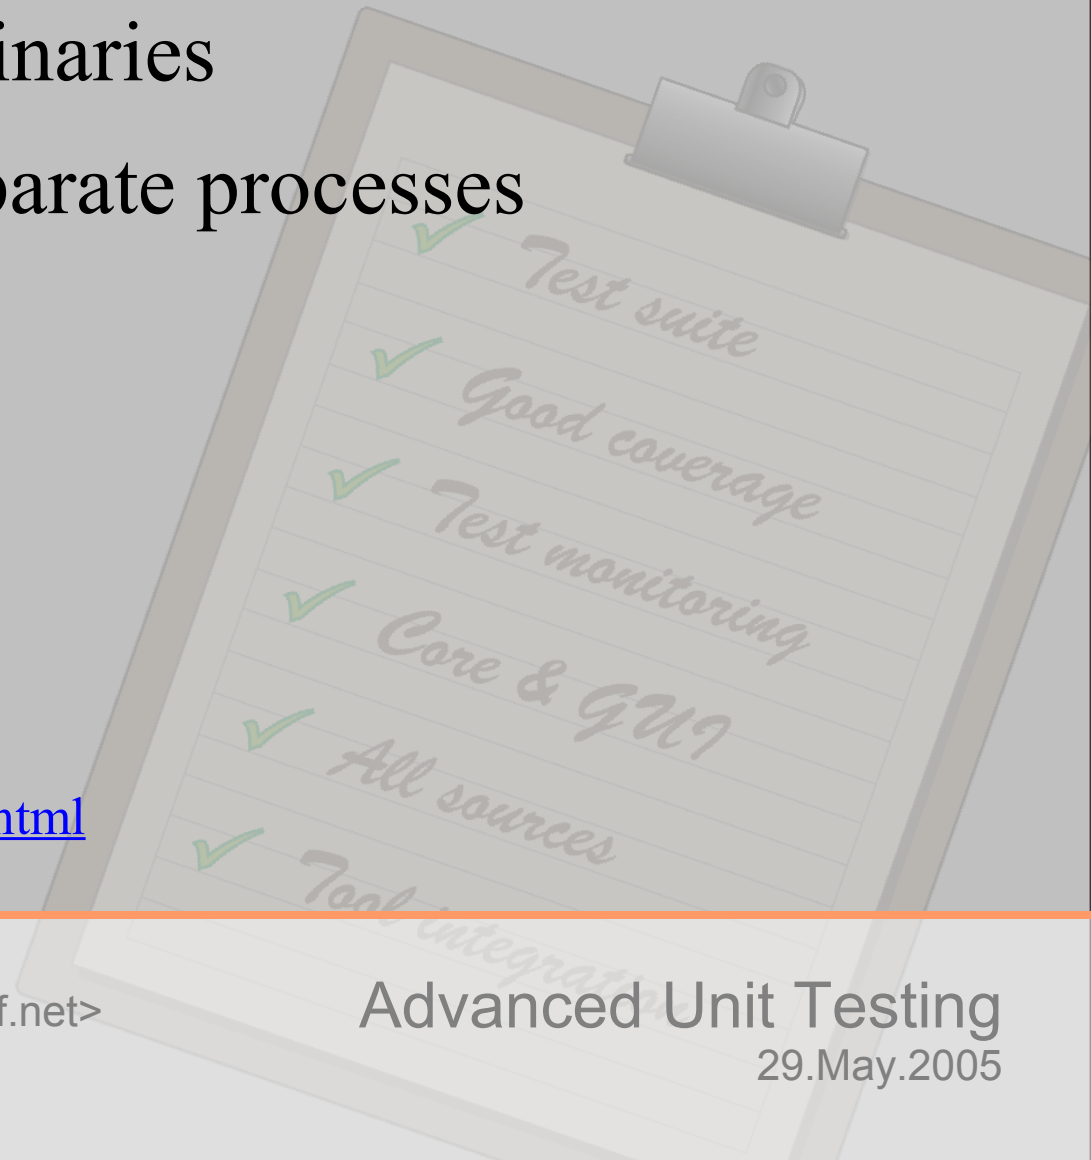 inaries
parate processes
Test suite
Good coverage
Test monitoring
Core & GUI
All sources
Tool integration
html
f.net>
Advanced Unit Testing
29.May.2005